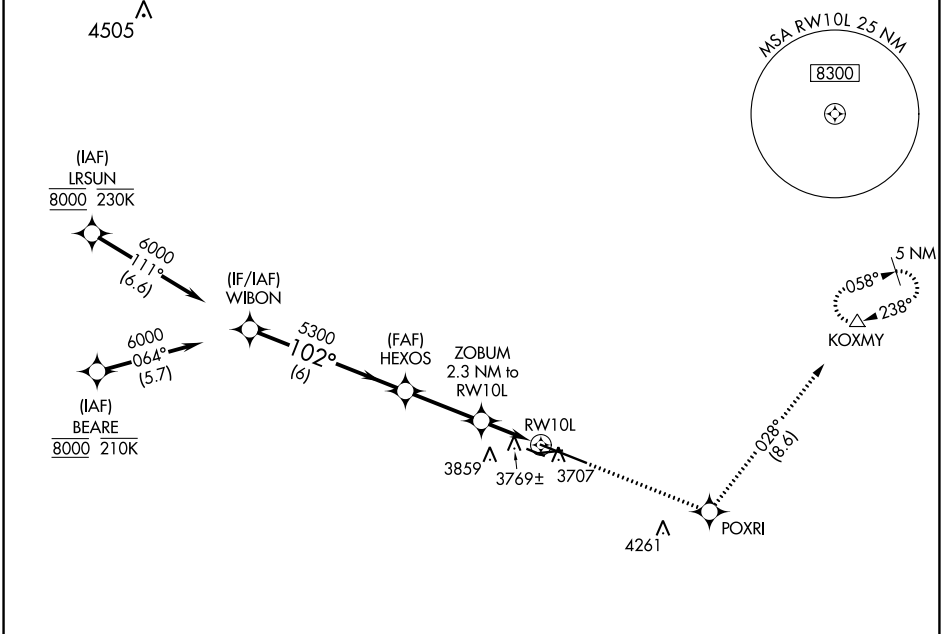 4505
MSA RW10L 25 NM
8300
(IAF)
LRSUN
8000 230K
6000
111°
(6.6)
(IF/IAF)
WIBON
6000
064°
(5.7)
(IAF)
BEARE
8000 210K
5300
102°
(6)
(FAF)
HEXOS
ZOBUM
2.3 NM to
RW10L
RW10L
3859
3769±
3707
5 NM
058°
238°
KOXMY
028°
(8.6)
POXRI
4261